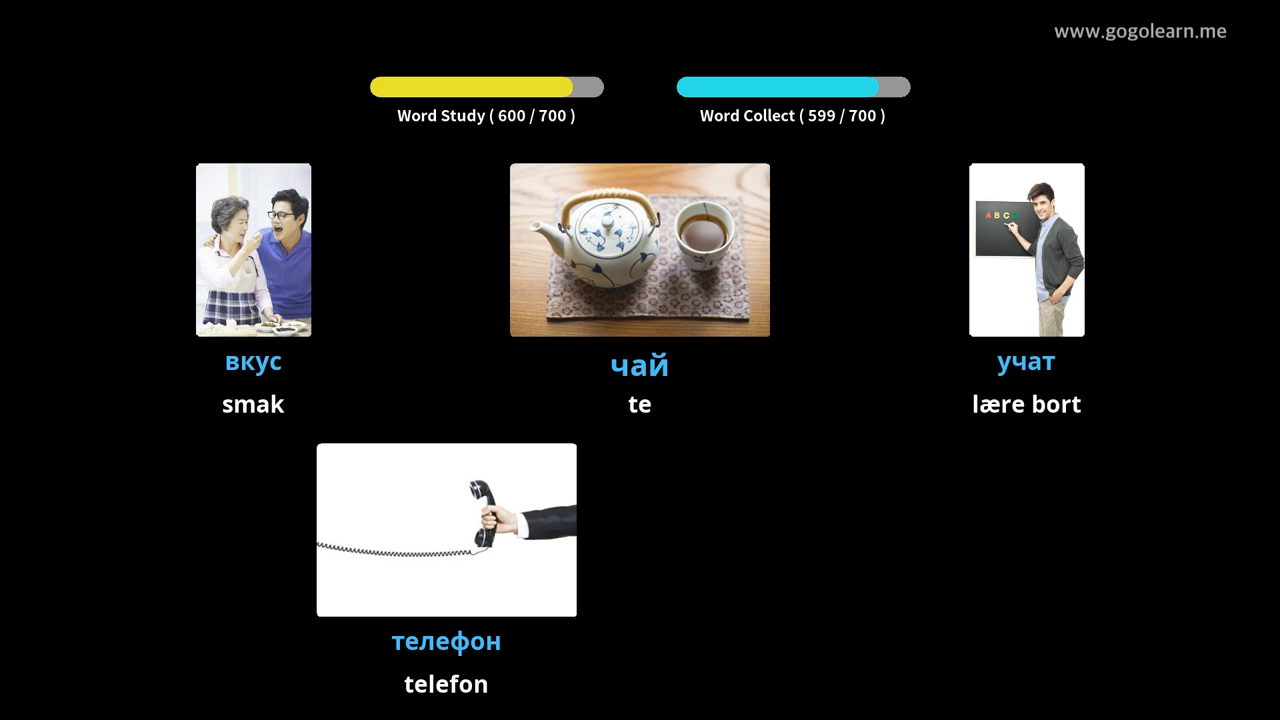 www.gogolearn.me
Word Study ( 600 / 700 )
Word Collect ( 599 / 700 )
A B C D
вкус
smak
чай
te
учат
lære bort
телефон
telefon